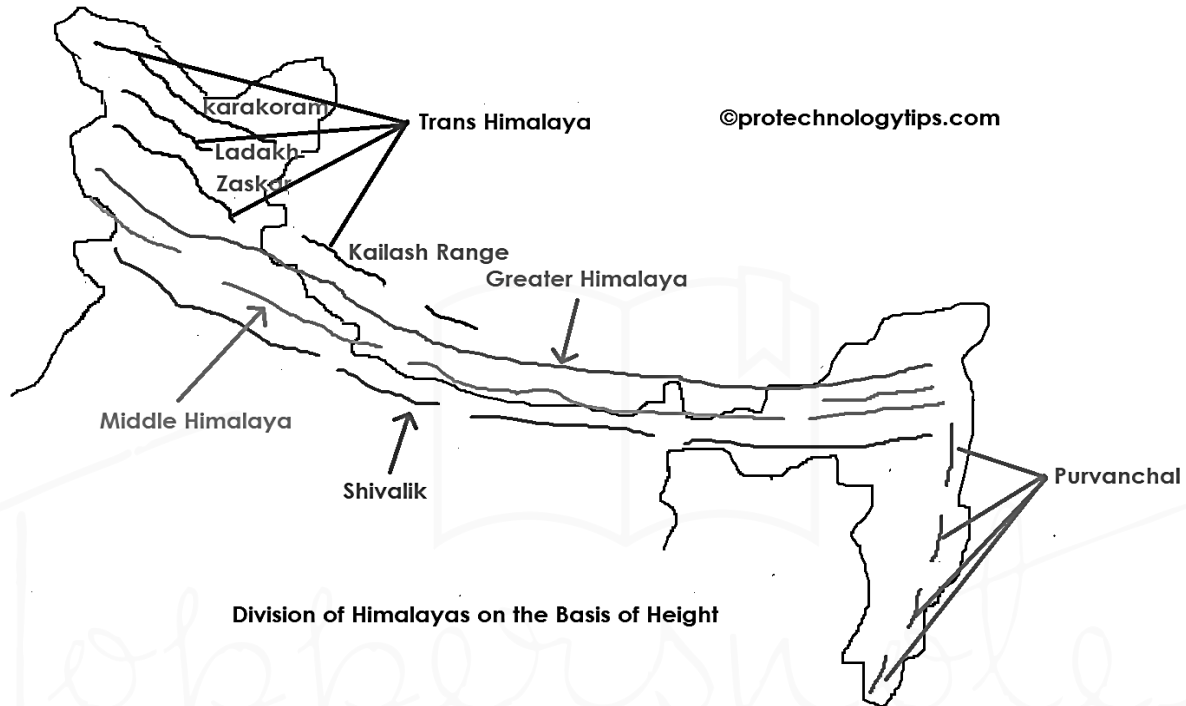 karakoram
Trans Himalaya
©protechnologytips.com
Ladakh
Zaskar
Kailash Range
Greater Himalaya
Middle Himalaya
Shivalik
Purvanchal
Division of Himalayas on the Basis of Height